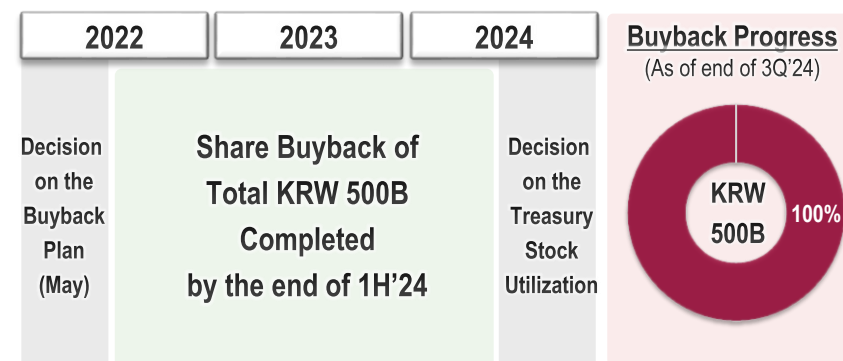 2022
2023
2024
Decision
on the
Buyback
Plan
(May)
Share Buyback of
Total KRW 500B
Completed
by the end of 1H'24
Decision
on the
Treasury
Stock
Utilization
Buyback Progress
(As of end of 3Q'24)
KRW
500B
100%